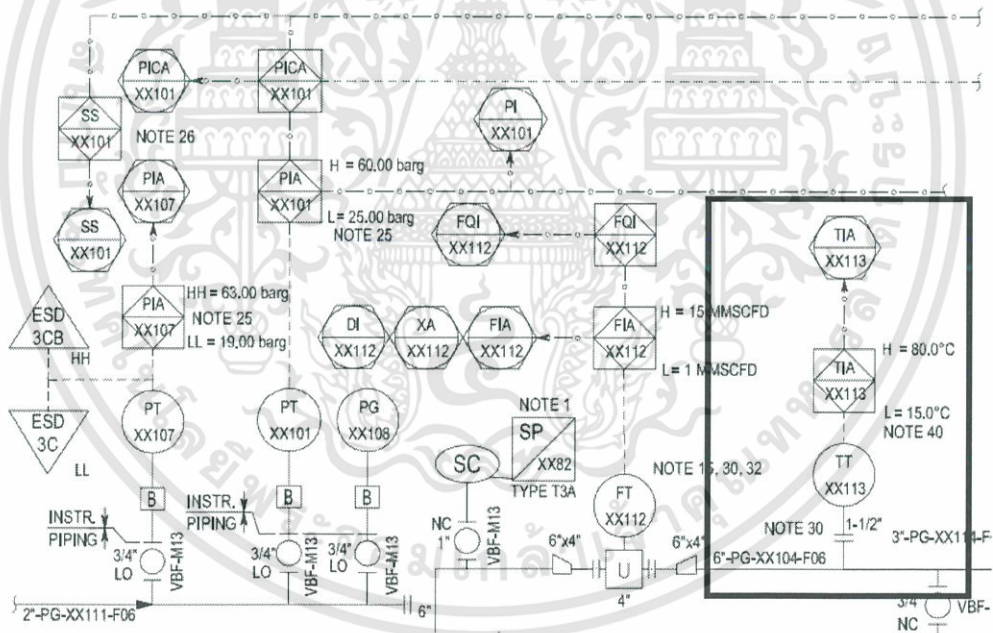 PICA
XX101
PICA
XX101
SS
XX101
NOTE 26
PI
XX101
PIA
XX107
PIA
XX101
H = 60.00 barg
L= 25.00 barg
NOTE 25
SS
XX101
FQI
XX112
FQI
XX112
TIA
XX113
ESD
3CB
HH
PIA
XX107
HH = 63.00 barg
NOTE 25
LL = 19.00 barg
DI
XX112
XA
XX112
FIA
XX112
FIA
XX112
H = 15 MMSCFD
L= 1 MMSCFD
TIA
XX113
H = 80.0°C
L = 15.0°C
NOTE 40
ESD
3C
LL
PT
XX107
PT
XX101
PG
XX108
NOTE 1
SP
XX82
TYPE T3A
SC
NOTE 15, 30, 32
FT
XX112
TT
XX113
NOTE 30
1-1/2"
B
B
B
INSTR.
PIPING
INSTR.
PIPING
3/4"
LO
VBF-M13
3/4"
LO
VBF-M13
3/4"
LO
VBF-M13
NC
1"
VBF-M13
6"x4"
U
4"
6"x4"
6"-PG-XX104-F06
3"-PG-XX114-F
2"-PG-XX111-F06
6"
3/4
NC
VBF-